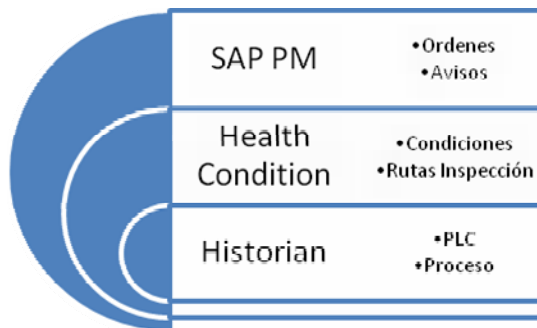 SAP PM
•Ordenes
•Avisos
Health
Condition
•Condiciones
•Rutas Inspección
Historian
•PLC
•Proceso